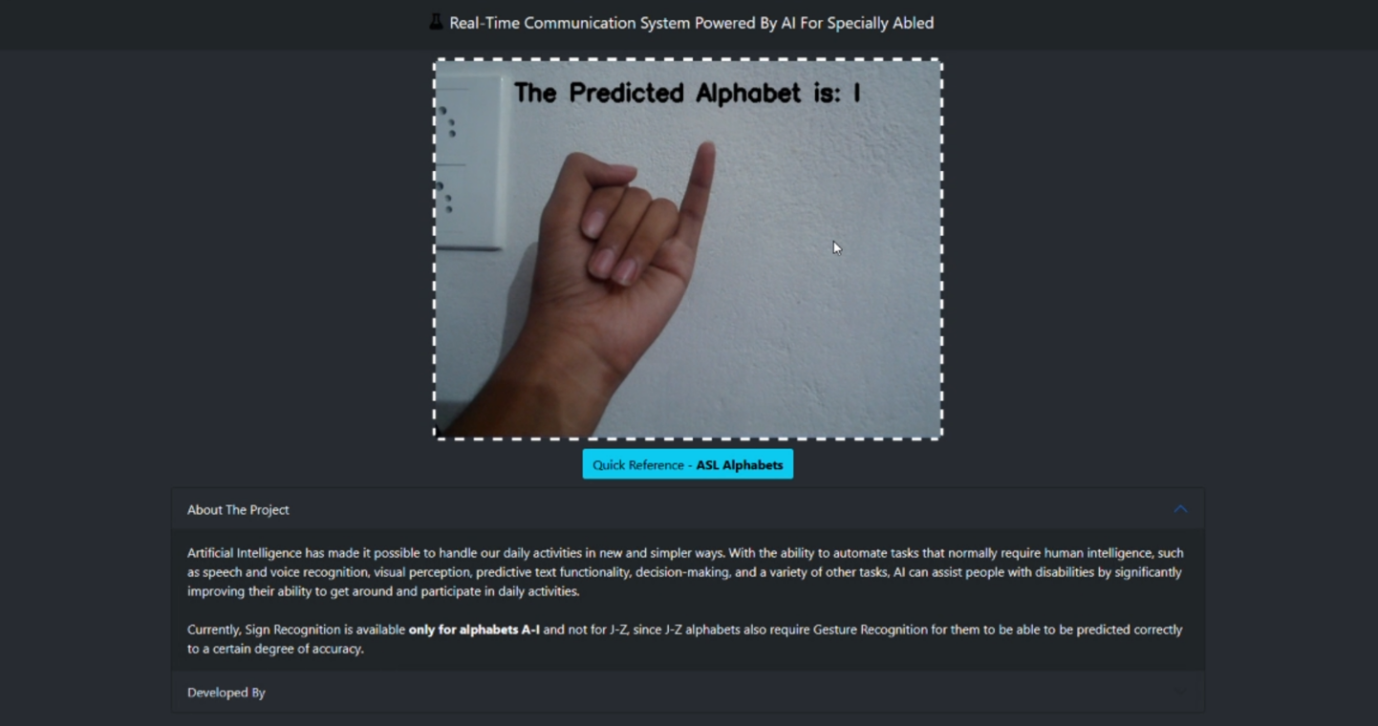 Real-Time Communication System Powered By AI For Specially Abled
The Predicted Alphabet is: I
Quick Reference - ASL Alphabets
About The Project
Artificial Intelligence has made it possible to handle our daily activities in new and simpler ways. With the ability to automate tasks that normally require human intelligence, such
as speech and voice recognition, visual perception, predictive text functionality, decision-making, and a variety of other tasks, AI can assist people with disabilities by significantly
improving their ability to get around and participate in daily activities.
Currently, Sign Recognition is available only for alphabets A-I and not for J-Z, since J-Z alphabets also require Gesture Recognition for them to be able to be predicted correctly
to a certain degree of accuracy.
Developed By